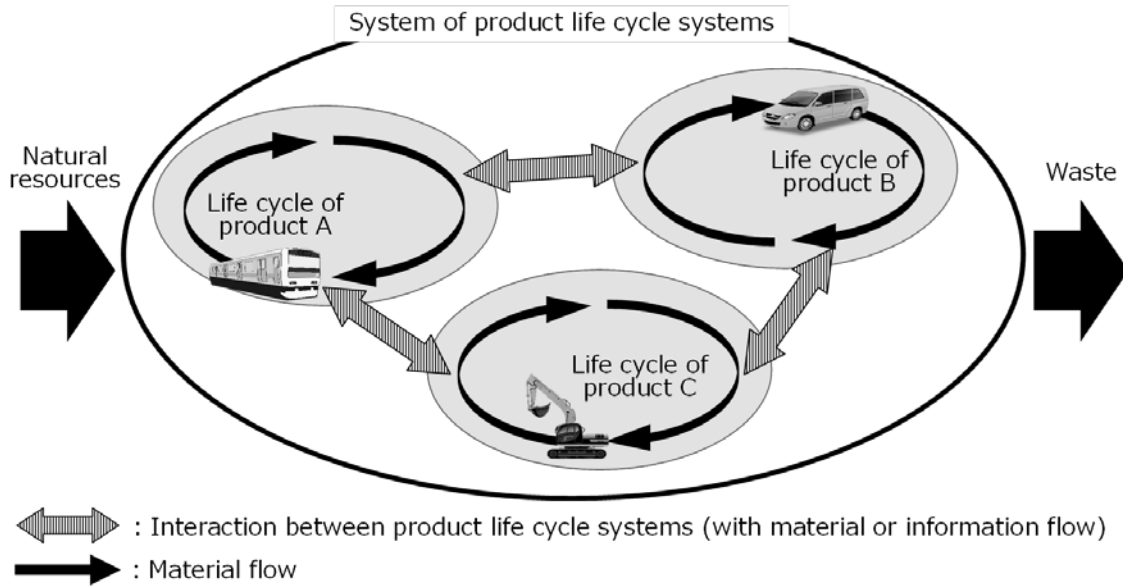 System of product life cycle systems
Natural
resources
Life cycle of
product A
Life cycle of
product B
Waste
Life cycle of
product C
: Interaction between product life cycle systems (with material or information flow)
: Material flow